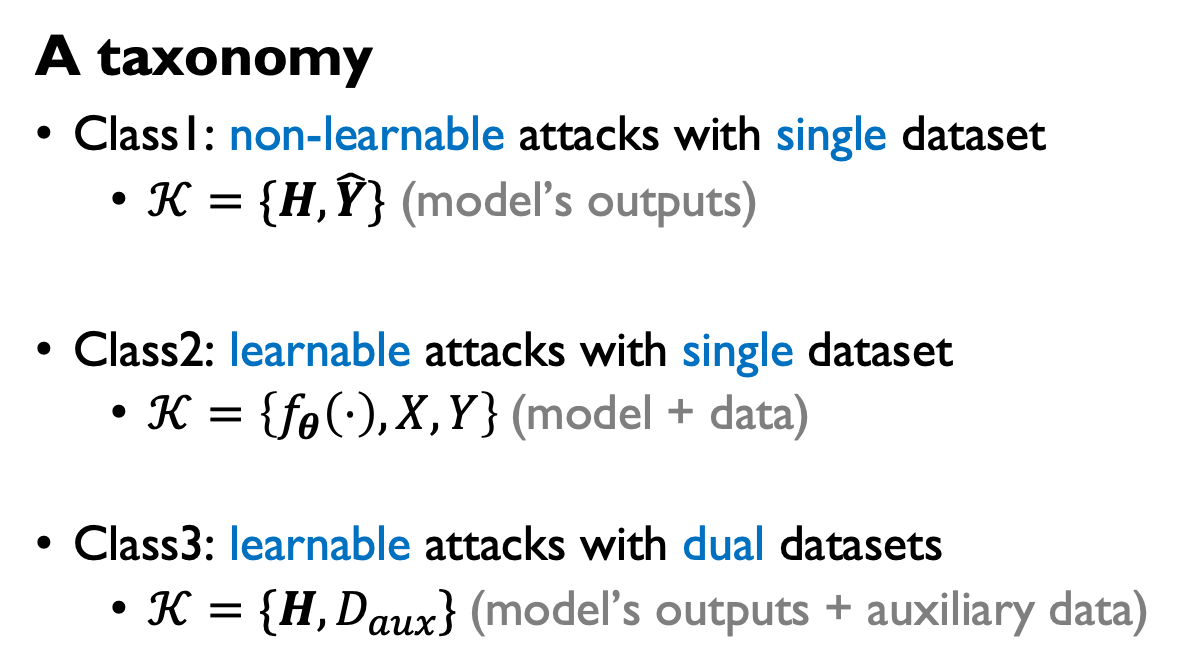 A taxonomy
• Class1: non-learnable attacks with single dataset
• 𝒦 = {𝑯, 𝒀̂} (model's outputs)
• Class2: learnable attacks with single dataset
• 𝒦 = {𝑓𝜽(·), 𝑋, 𝑌} (model + data)
• Class3: learnable attacks with dual datasets
• 𝒦 = {𝑯, 𝐷𝑎𝑢𝑥} (model's outputs + auxiliary data)